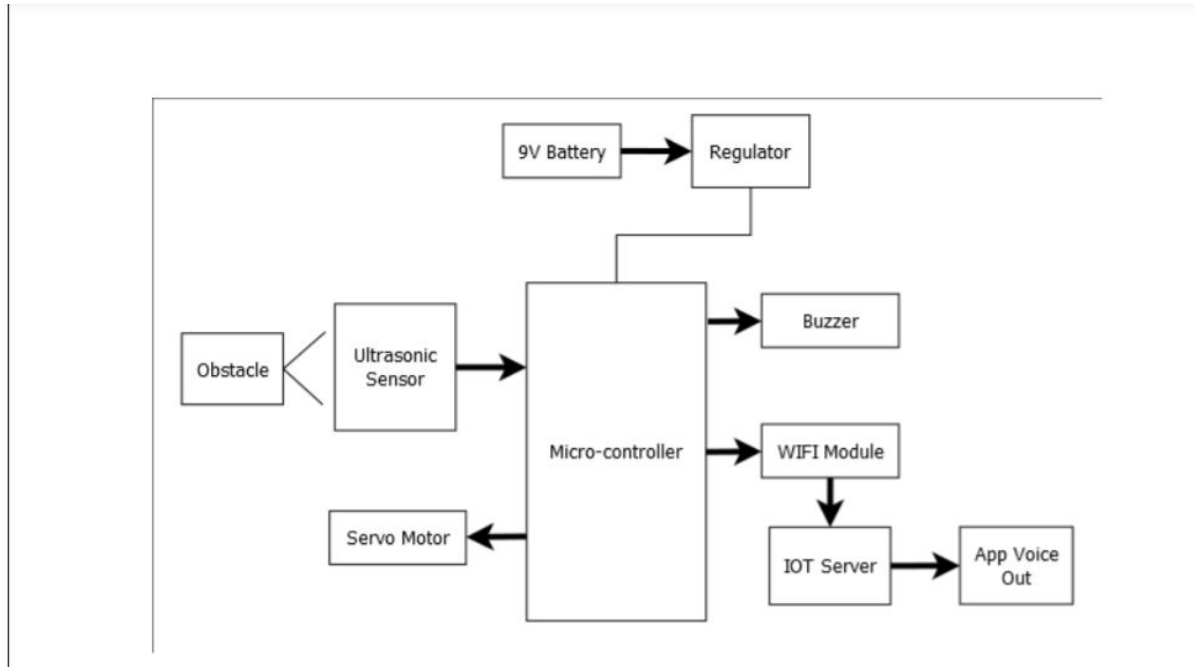 9V Battery
Regulator
Obstacle
Ultrasonic
Sensor
Micro-controller
Buzzer
WIFI Module
Servo Motor
IOT Server
App Voice
Out